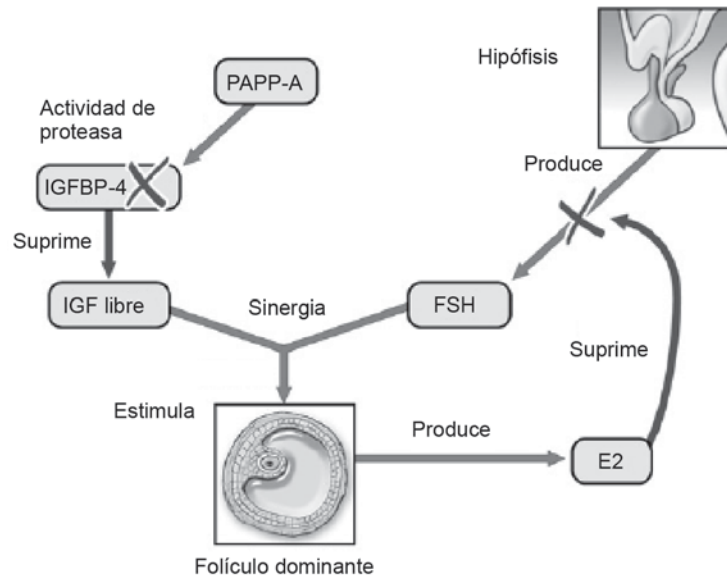 Hipófisis
PAPP-A
Actividad de
proteasa
Produce
IGFBP-4
Suprime
IGF libre
Sinergia
FSH
Suprime
Estimula
Produce
E2
Folículo dominante